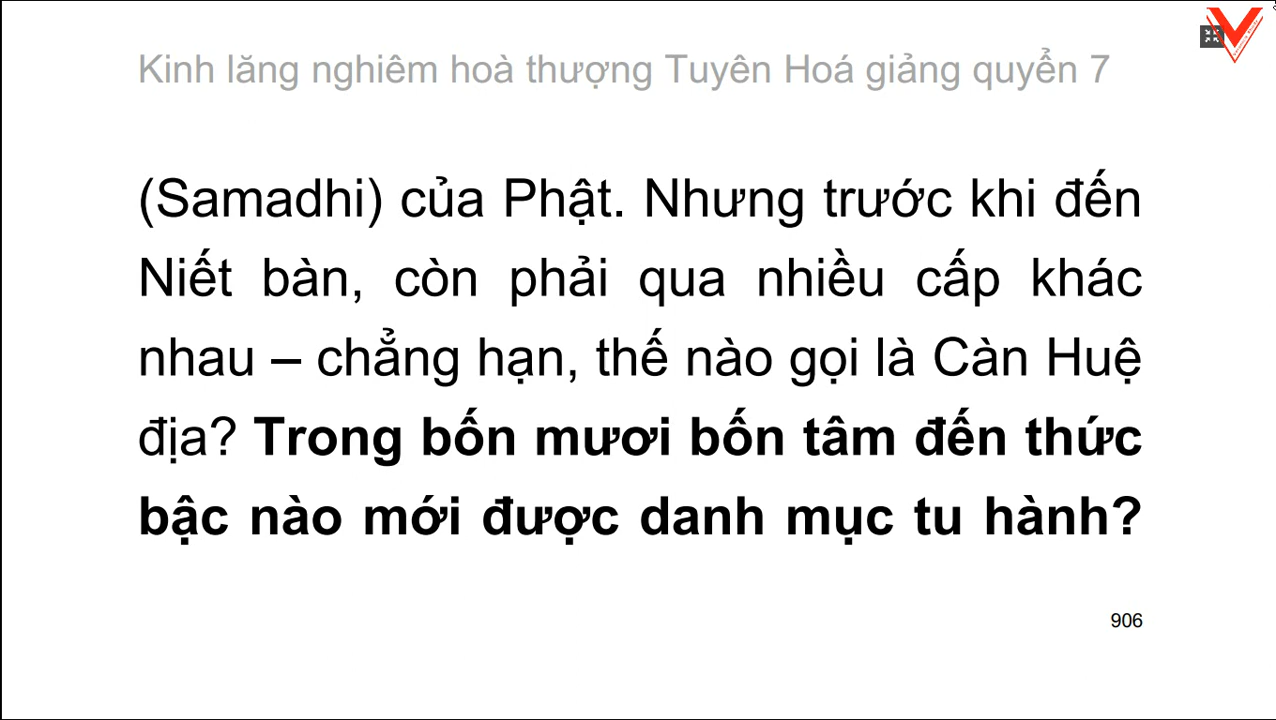 Kinh lăng nghiêm hoà thượng Tuyên Hoá giảng quyển 7
(Samadhi) của Phật. Nhưng trước khi đến
Niết bàn, còn phải qua nhiều cấp khác
nhau – chẳng hạn, thế nào gọi là Càn Huệ
địa? Trong bốn mươi bốn tâm đến thức
bậc nào mới được danh mục tu hành?
906